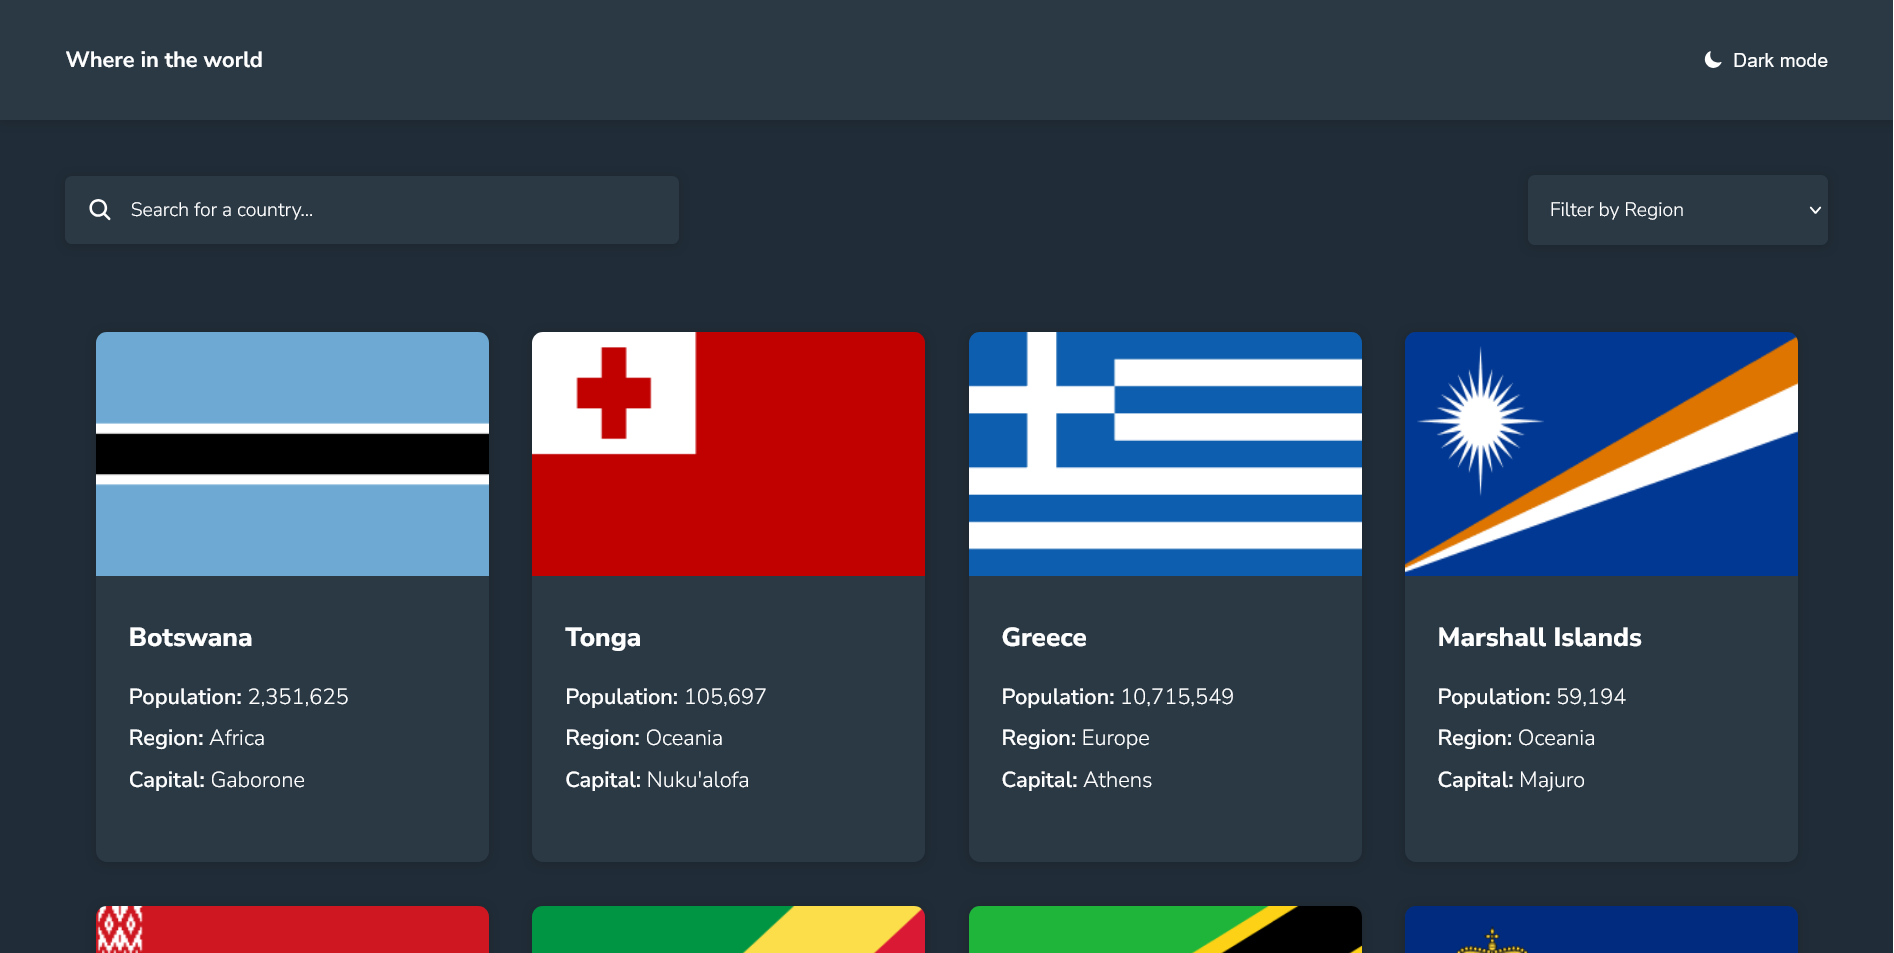 Where in the world
Dark mode
Search for a country...
Filter by Region
Botswana
Population: 2,351,625
Region: Africa
Capital: Gaborone
Tonga
Population: 105,697
Region: Oceania
Capital: Nuku'alofa
Greece
Population: 10,715,549
Region: Europe
Capital: Athens
Marshall Islands
Population: 59,194
Region: Oceania
Capital: Majuro